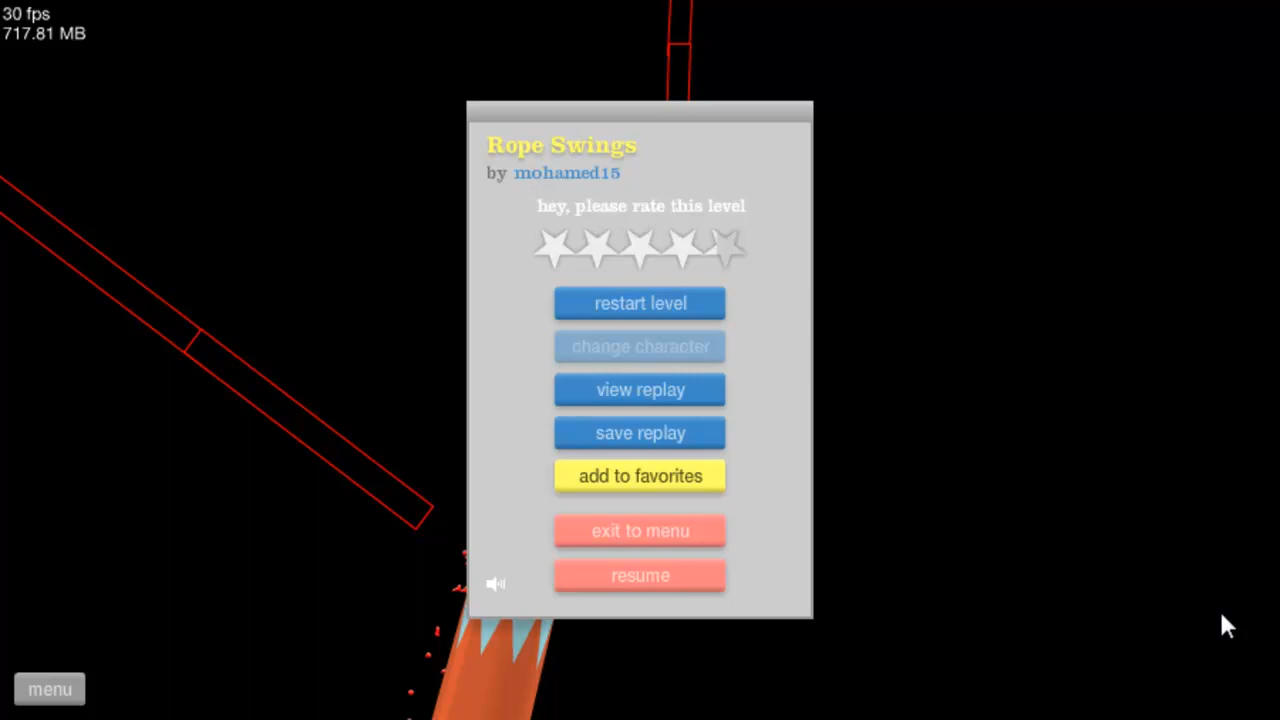 30 fps
717.81 MB
Rope Swings
by mohamed15
hey, please rate this level
restart level
change character
view replay
save replay
add to favorites
exit to menu
resume
menu